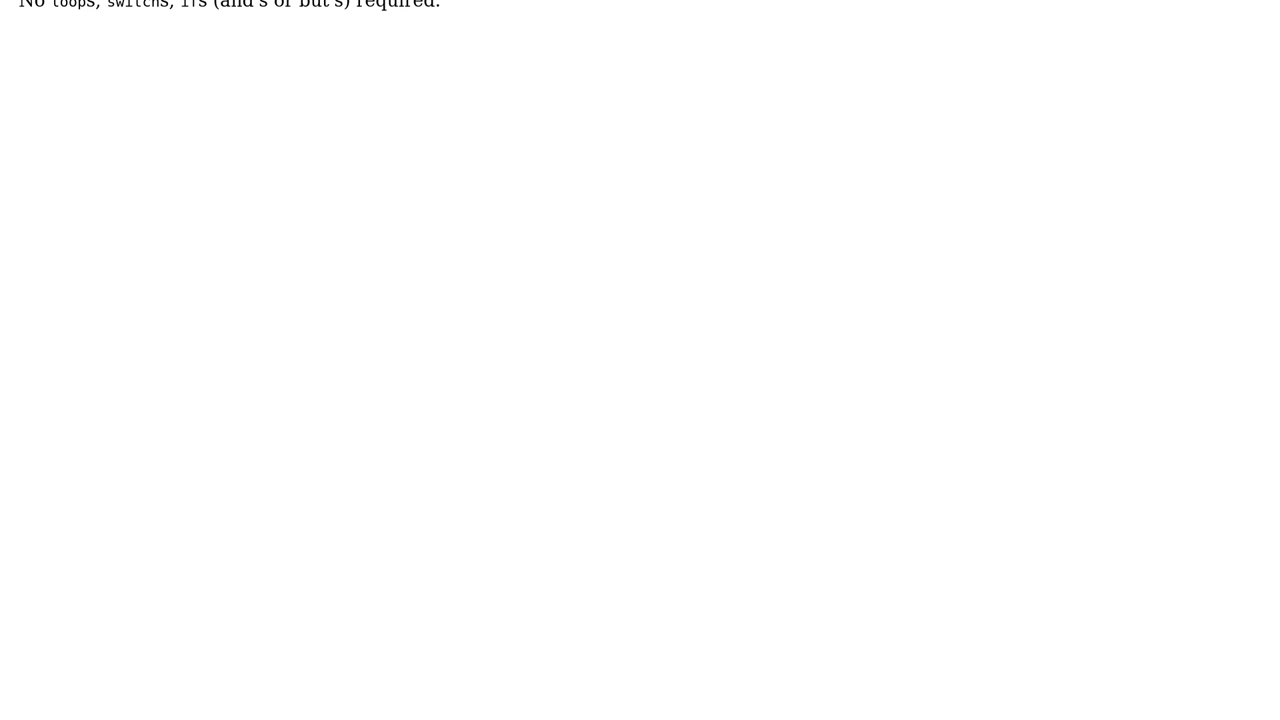 No loops, switchs, ifs (and's or but's) required.